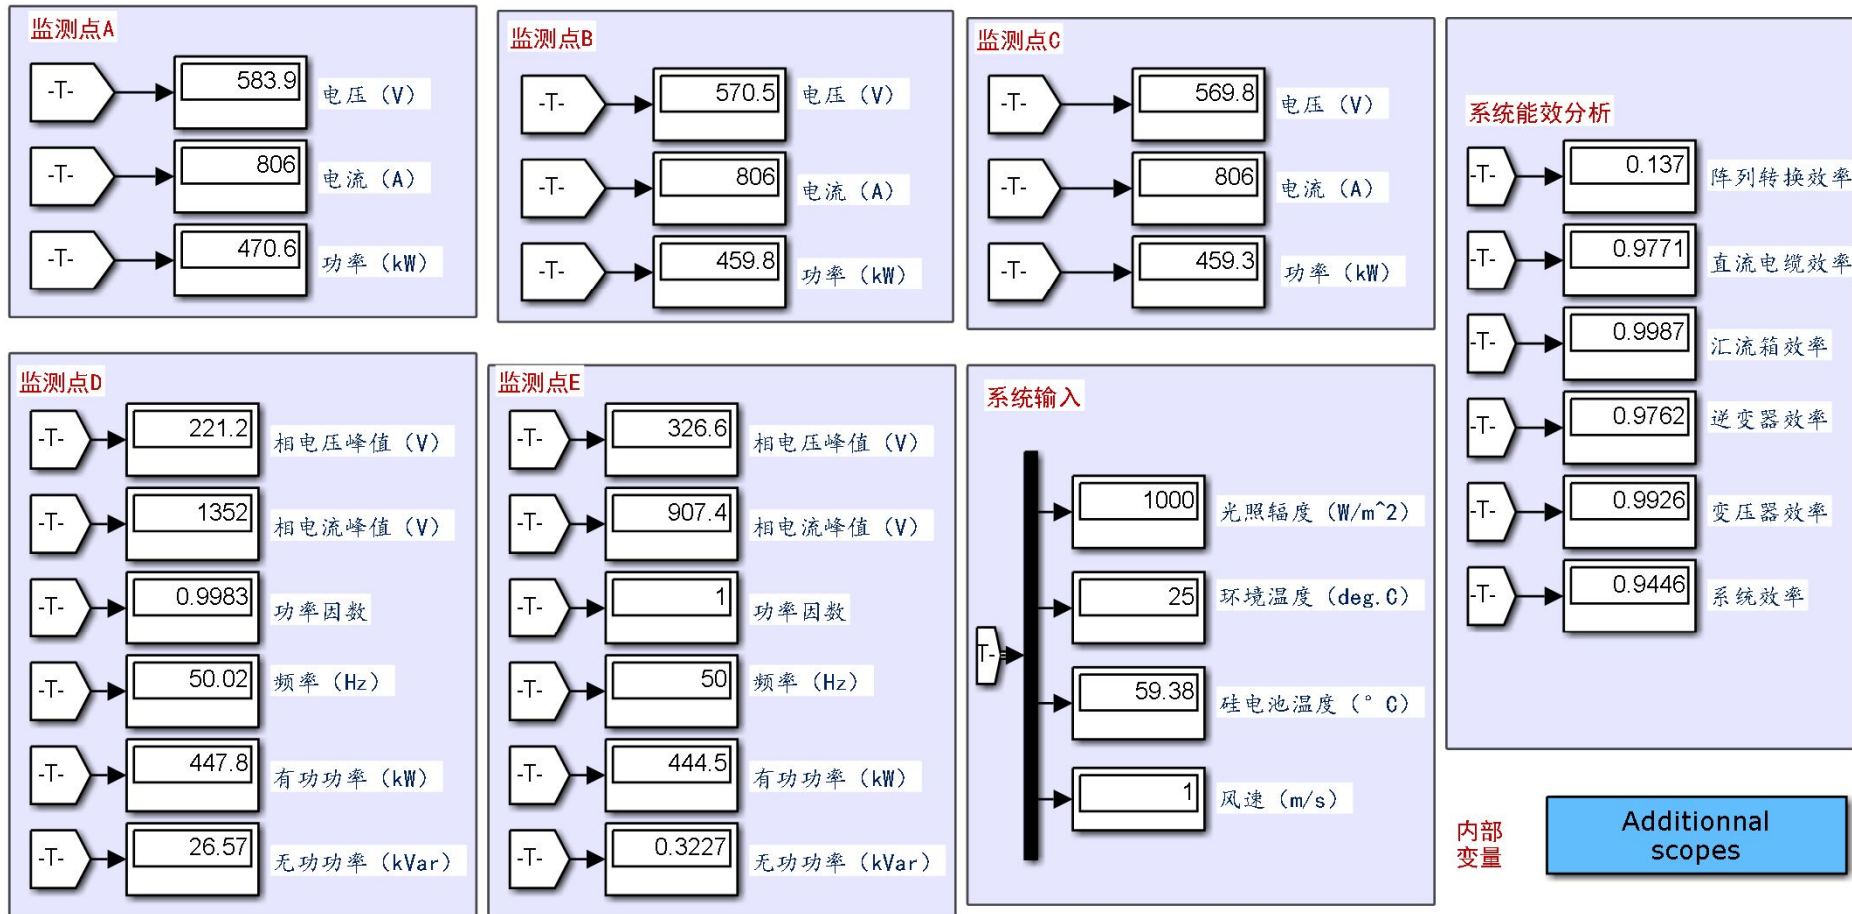 监测点A
-T-
583.9
电压 (V)
-T-
806
电流 (A)
-T-
470.6
功率 (kW)
监测点B
-T-
570.5
电压 (V)
-T-
806
电流 (A)
-T-
459.8
功率 (kW)
监测点C
-T-
569.8
电压 (V)
-T-
806
电流 (A)
-T-
459.3
功率 (kW)
系统能效分析
-T-
0.137
阵列转换效率
-T-
0.9771
直流电缆效率
-T-
0.9987
汇流箱效率
-T-
0.9762
逆变器效率
-T-
0.9926
变压器效率
-T-
0.9446
系统效率
监测点D
-T-
221.2
相电压峰值 (V)
-T-
1352
相电流峰值 (V)
-T-
0.9983
功率因数
-T-
50.02
频率 (Hz)
-T-
447.8
有功功率 (kW)
-T-
26.57
无功功率 (kVar)
监测点E
-T-
326.6
相电压峰值 (V)
-T-
907.4
相电流峰值 (V)
-T-
1
功率因数
-T-
50
频率 (Hz)
-T-
444.5
有功功率 (kW)
-T-
0.3227
无功功率 (kVar)
系统输入
T-
1000
光照辐度 (W/m^2)
25
环境温度 (deg.C)
59.38
硅电池温度 (° C)
1
风速 (m/s)
内部
变量
Additionnal
scopes